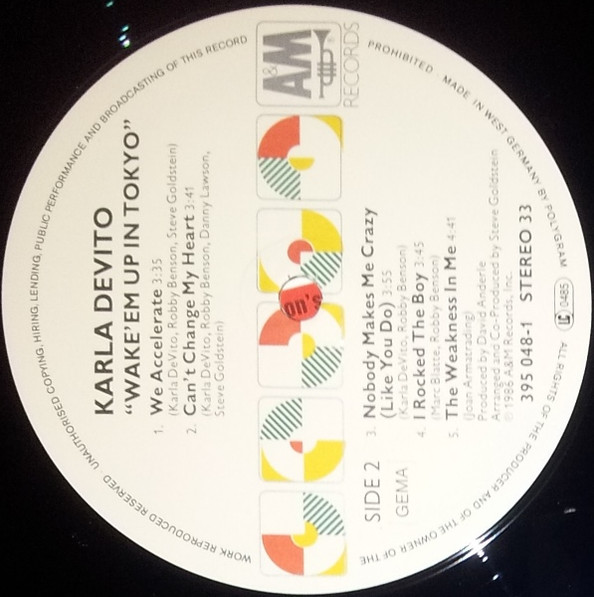 KARLA DEVITO
“WAKE’EM UP IN TOKYO”
1. We Accelerate 3:35
(Karla DeVito, Robby Benson, Steve Goldstein)
2. Can't Change My Heart 3:41
(Karla DeVito, Robby Benson, Danny Lawson,
Steve Goldstein)
A&M
RECORDS
on's
SIDE 2
GEMA
3. Nobody Makes Me Crazy
(Like You Do) 3:55
(Karla DeVito, Robby Benson)
4. I Rocked The Boy 3:45
(Marc Blatte, Robby Benson)
5. The Weakness In Me 4:41
(Joan Armatrading)
Produced by David Anderle
Arranged and Co-Produced by Steve Goldstein
℗ 1986 A&M Records, Inc.
395 048-1 STEREO 33
LC 0485
ALL RIGHTS OF THE PRODUCER AND OF THE OWNER OF THE WORK REPRODUCED RESERVED UNAUTHORISED COPYING, HIRING, LENDING, PUBLIC PERFORMANCE AND BROADCASTING OF THIS RECORD PROHIBITED MADE IN WEST GERMANY BY POLYGRAM